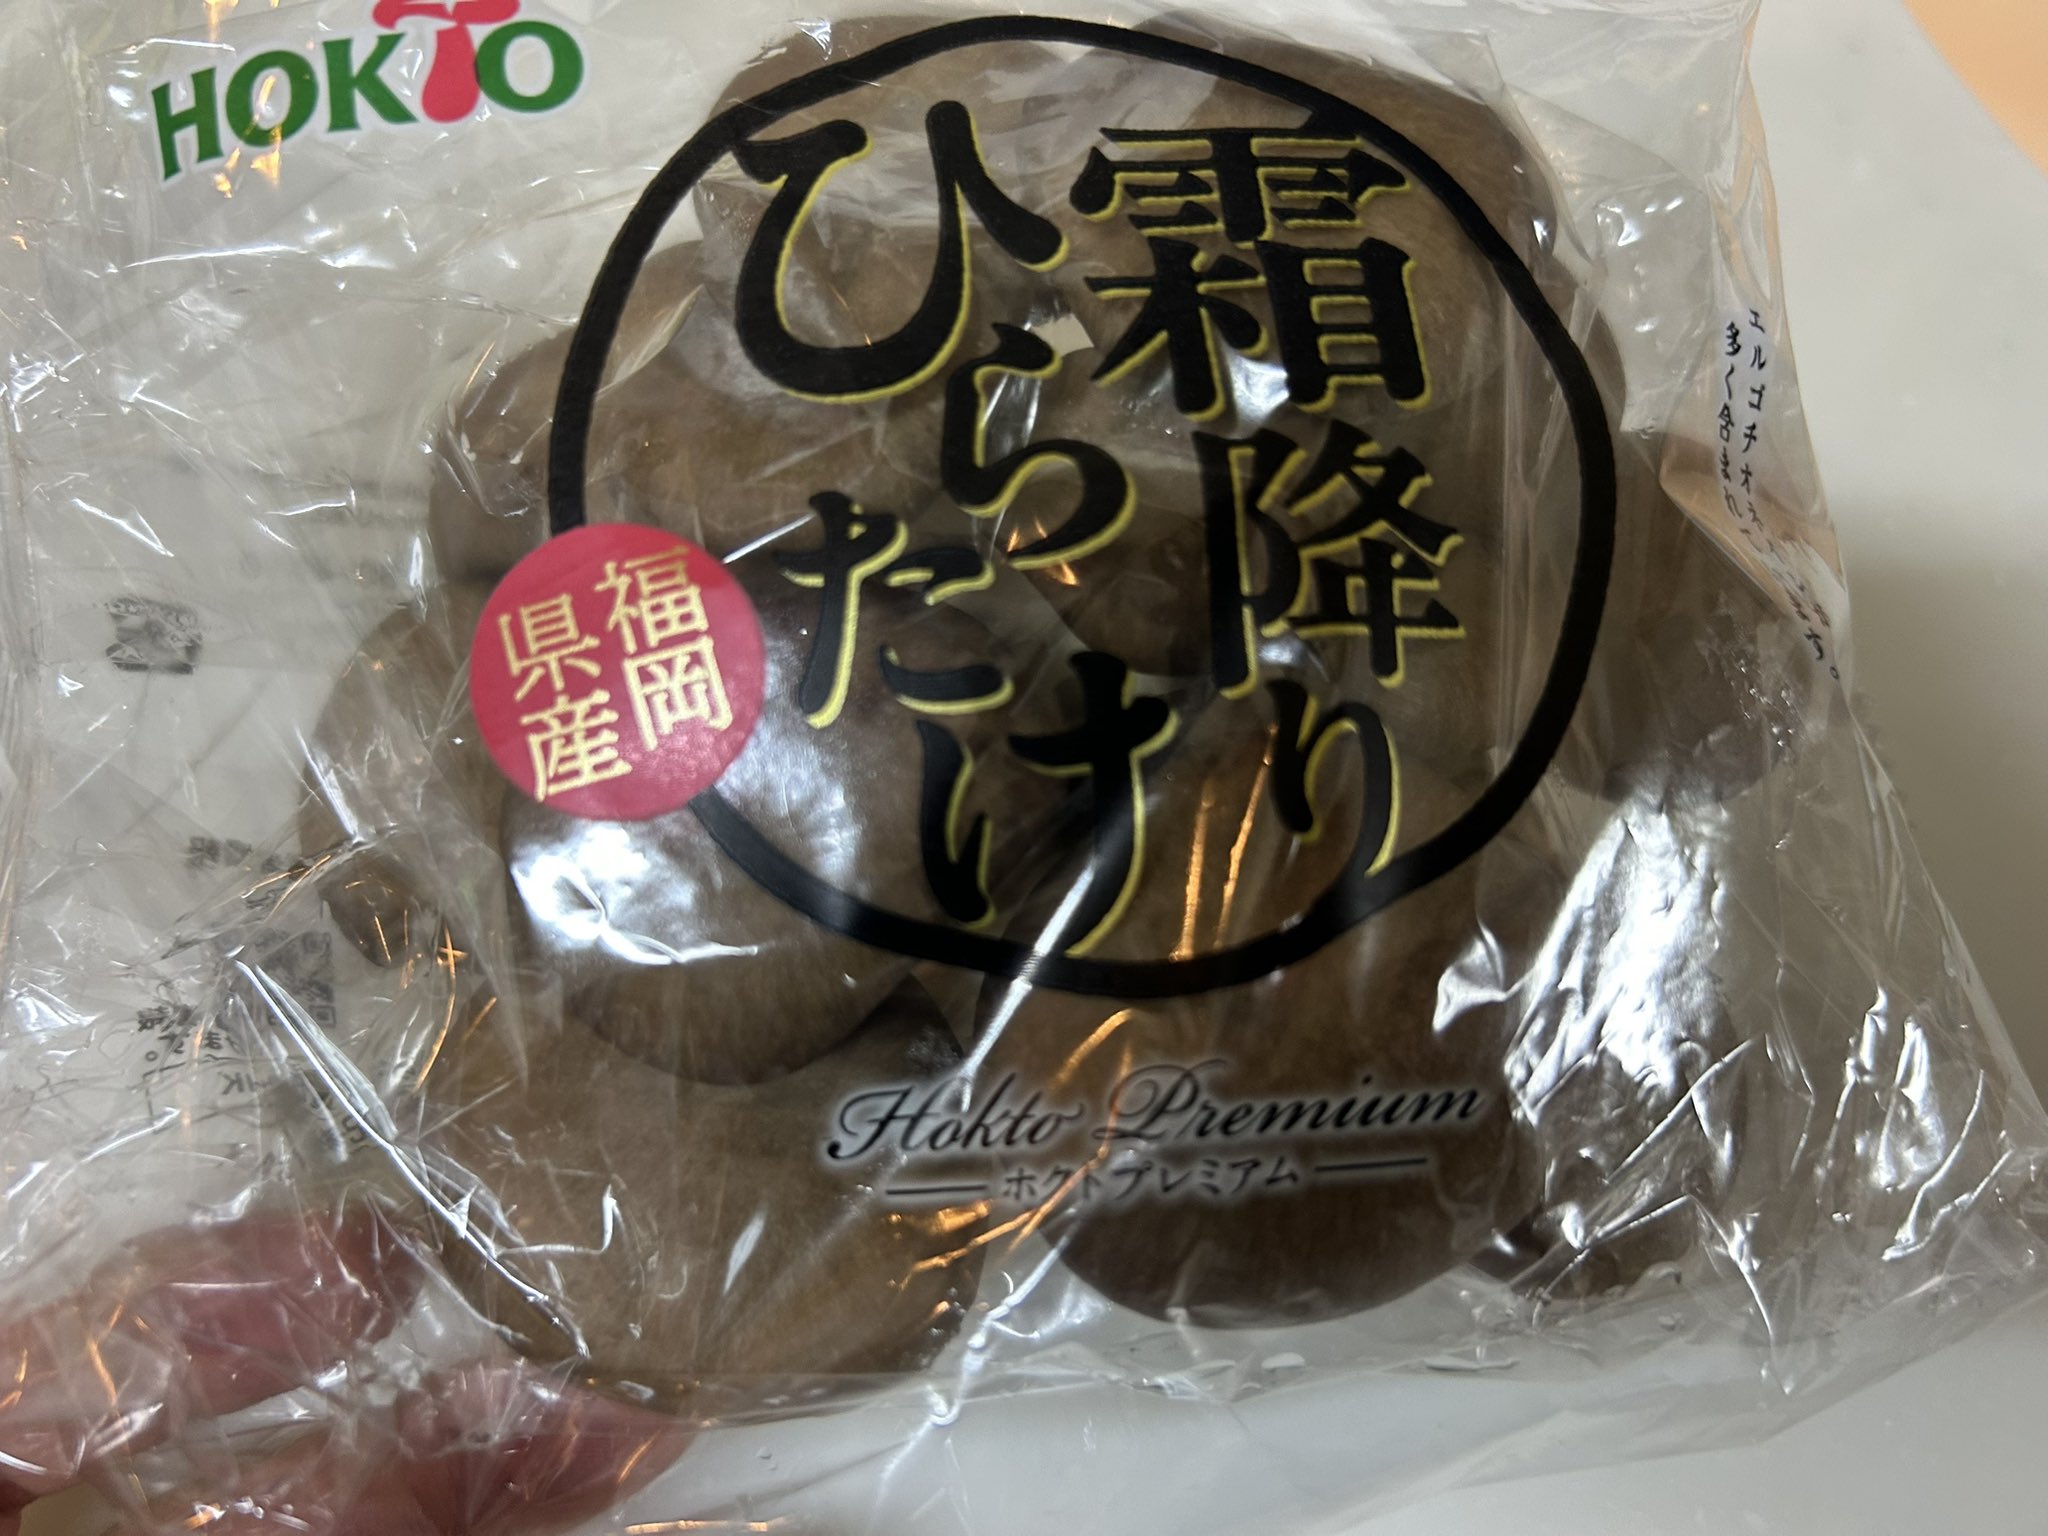 HOKTO
霜降り
ひらたけ
福岡
県産
エルゴチオネ
多く含まれ
Hokto Premium
ホクトプレミアム